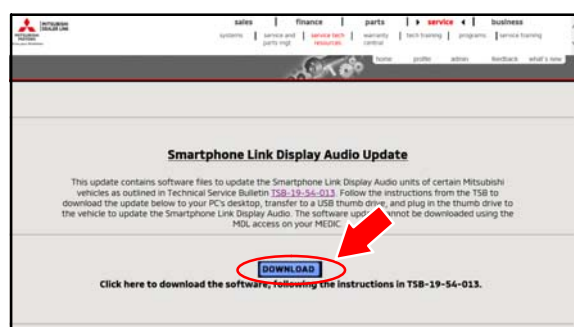 MITSUBISHI
DEALER LINK
MITSUBISHI
MOTORS
sales | finance | parts | service | business
systems | service and parts mgt | service tech resources | warranty central | tech training | programs | service training
home profile admin feedback what's new
Smartphone Link Display Audio Update
This update contains software files to update the Smartphone Link Display Audio units of certain Mitsubishi
vehicles as outlined in Technical Service Bulletin TSB-19-54-013. Follow the instructions from the TSB to
download the update below to your PC's desktop, transfer to a USB thumb drive, and plug in the thumb drive to
the vehicle to update the Smartphone Link Display Audio. The software update cannot be downloaded using the
MDL access on your MEDIC.
DOWNLOAD
Click here to download the software, following the instructions in TSB-19-54-013.